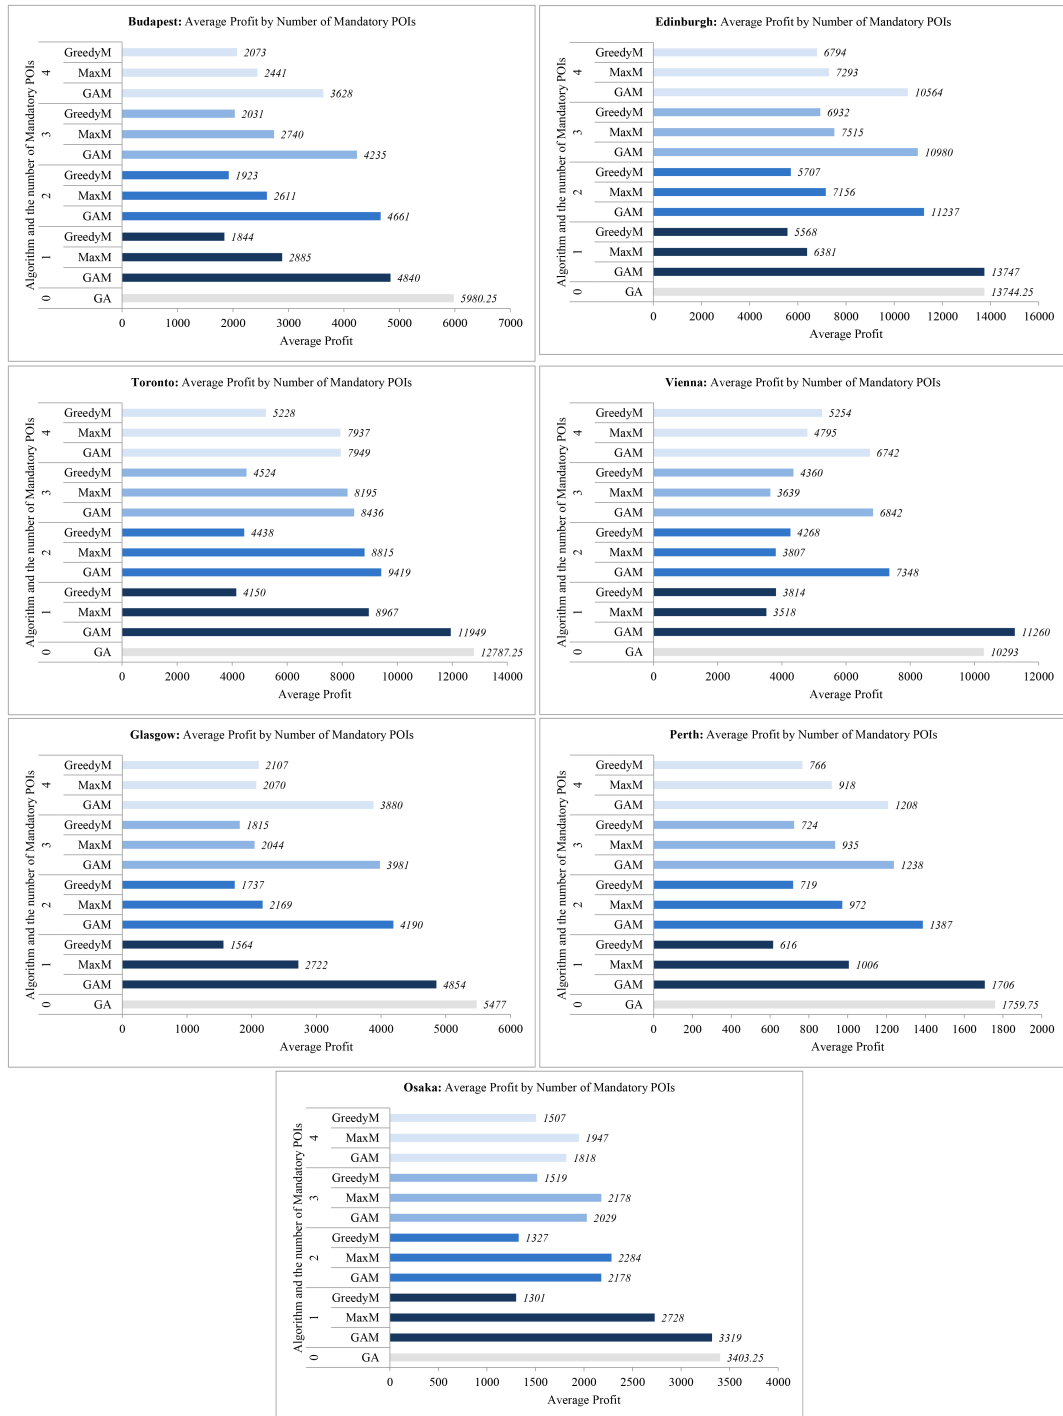 Budapest: Average Profit by Number of Mandatory POIs
Algorithm and the number of Mandatory POIs
4
GreedyM 2073
MaxM 2441
GAM 3628
3
GreedyM 2031
MaxM 2740
GAM 4235
2
GreedyM 1923
MaxM 2611
GAM 4661
1
GreedyM 1844
MaxM 2885
GAM 4840
0
GA 5980.25
0 1000 2000 3000 4000 5000 6000 7000
Average Profit
Edinburgh: Average Profit by Number of Mandatory POIs
Algorithm and the number of Mandatory POIs
4
GreedyM 6794
MaxM 7293
GAM 10564
3
GreedyM 6932
MaxM 7515
GAM 10980
2
GreedyM 5707
MaxM 7156
GAM 11237
1
GreedyM 5568
MaxM 6381
GAM 13747
0
GA 13744.25
0 2000 4000 6000 8000 10000 12000 14000 16000
Average Profit
Toronto: Average Profit by Number of Mandatory POIs
Algorithm and the number of Mandatory POIs
4
GreedyM 5228
MaxM 7937
GAM 7949
3
GreedyM 4524
MaxM 8195
GAM 8436
2
GreedyM 4438
MaxM 8815
GAM 9419
1
GreedyM 4150
MaxM 8967
GAM 11949
0
GA 12787.25
0 2000 4000 6000 8000 10000 12000 14000
Average Profit
Vienna: Average Profit by Number of Mandatory POIs
Algorithm and the number of Mandatory POIs
4
GreedyM 5254
MaxM 4795
GAM 6742
3
GreedyM 4360
MaxM 3639
GAM 6842
2
GreedyM 4268
MaxM 3807
GAM 7348
1
GreedyM 3814
MaxM 3518
GAM 11260
0
GA 10293
0 2000 4000 6000 8000 10000 12000
Average Profit
Glasgow: Average Profit by Number of Mandatory POIs
Algorithm and the number of Mandatory POIs
4
GreedyM 2107
MaxM 2070
GAM 3880
3
GreedyM 1815
MaxM 2044
GAM 3981
2
GreedyM 1737
MaxM 2169
GAM 4190
1
GreedyM 1564
MaxM 2722
GAM 4854
0
GA 5477
0 1000 2000 3000 4000 5000 6000
Average Profit
Perth: Average Profit by Number of Mandatory POIs
Algorithm and the number of Mandatory POIs
4
GreedyM 766
MaxM 918
GAM 1208
3
GreedyM 724
MaxM 935
GAM 1238
2
GreedyM 719
MaxM 972
GAM 1387
1
GreedyM 616
MaxM 1006
GAM 1706
0
GA 1759.75
0 200 400 600 800 1000 1200 1400 1600 1800 2000
Average Profit
Osaka: Average Profit by Number of Mandatory POIs
Algorithm and the number of Mandatory POIs
4
GreedyM 1507
MaxM 1947
GAM 1818
3
GreedyM 1519
MaxM 2178
GAM 2029
2
GreedyM 1327
MaxM 2284
GAM 2178
1
GreedyM 1301
MaxM 2728
GAM 3319
0
GA 3403.25
0 500 1000 1500 2000 2500 3000 3500 4000
Average Profit